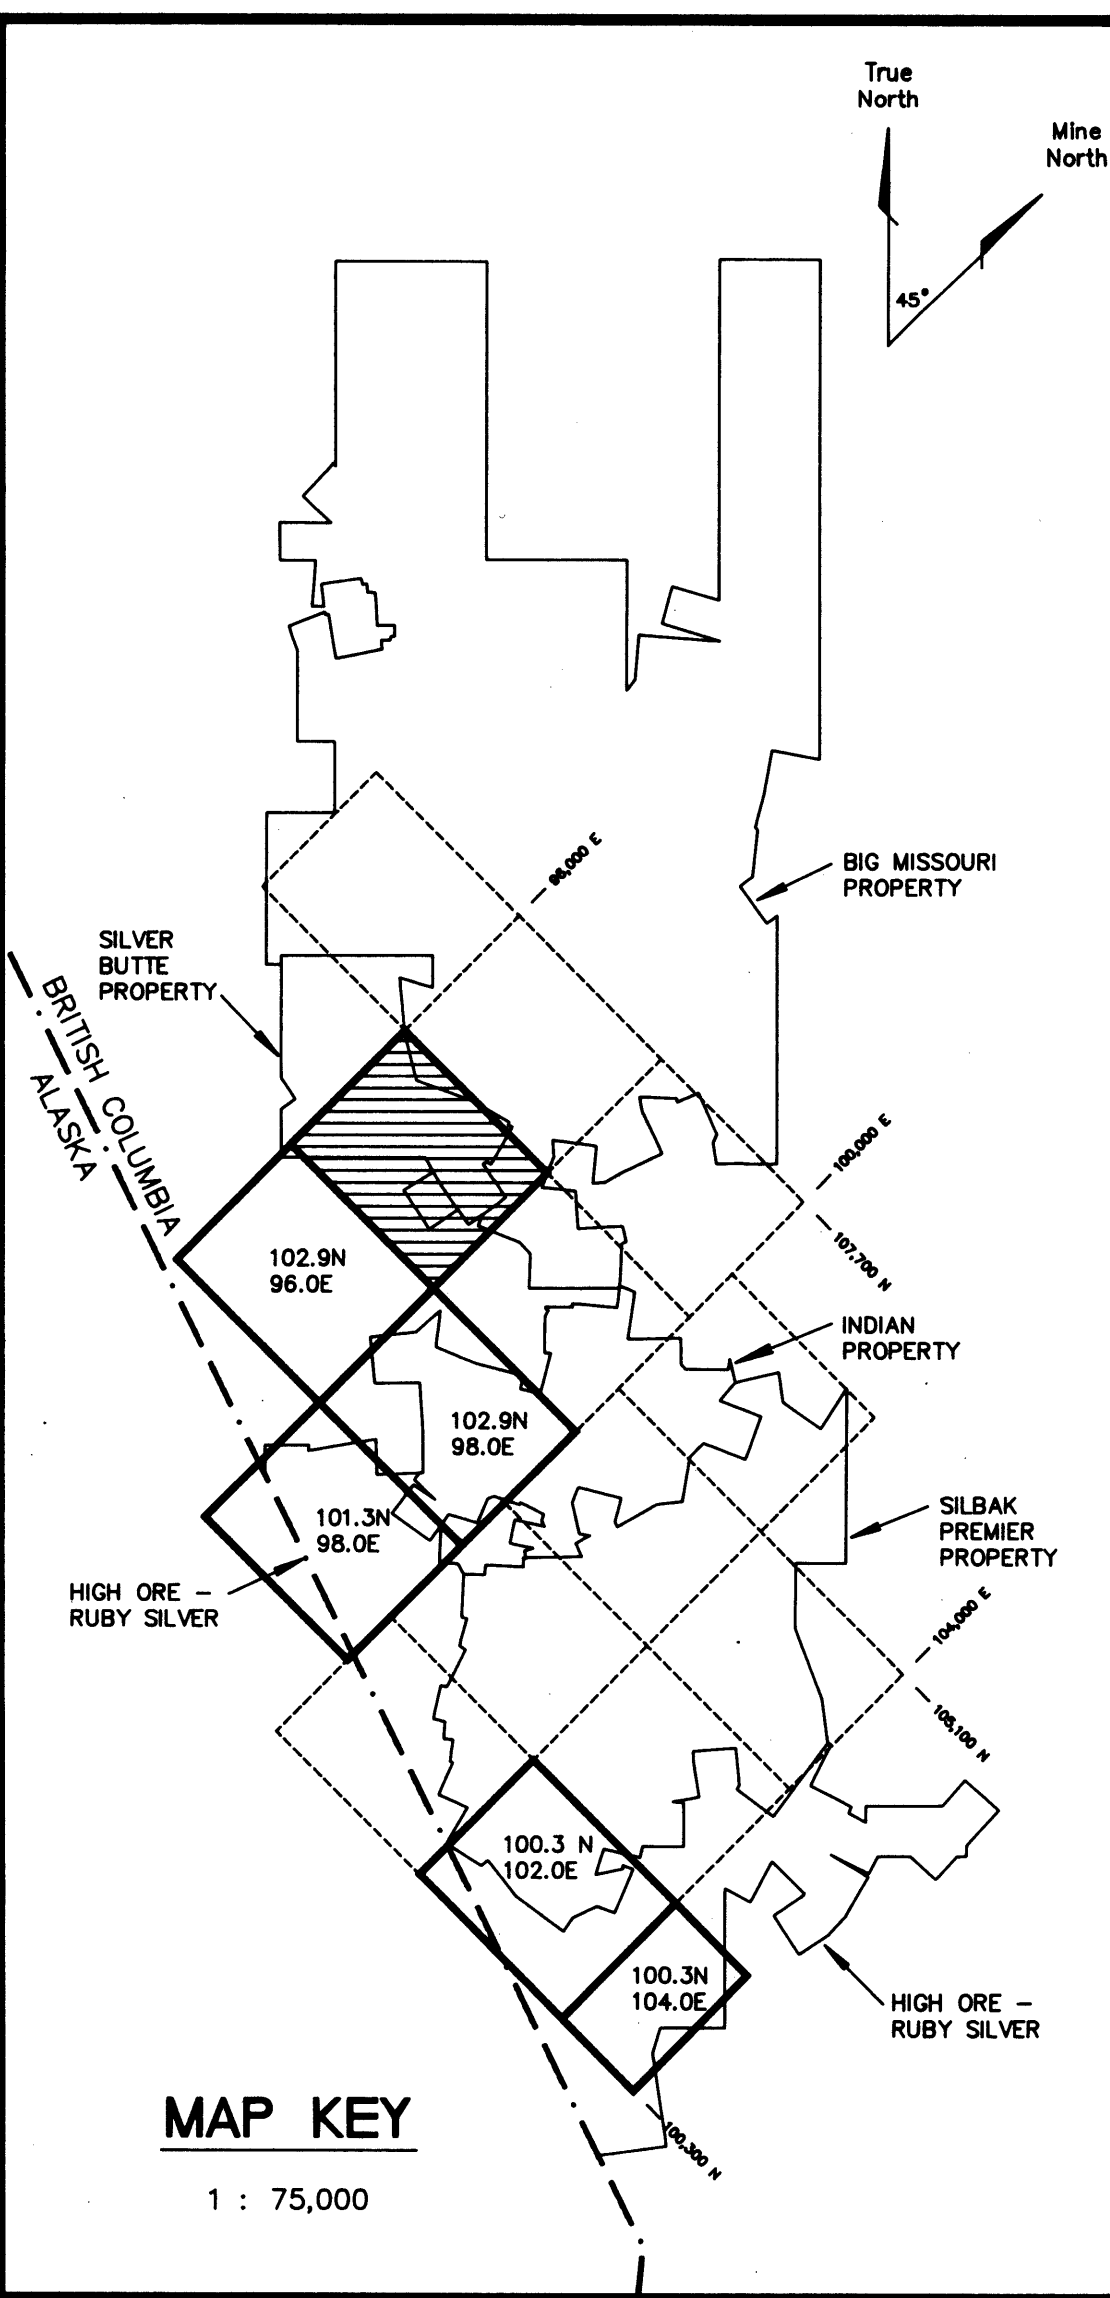 True
North
Mine
North
45°
96,000 E
BIG MISSOURI
PROPERTY
SILVER
BUTTE
PROPERTY
BRITISH COLUMBIA
ALASKA
100,000 E
107,700 N
102.9N
96.0E
INDIAN
PROPERTY
102.9N
98.0E
101.3N
98.0E
SILBAK
PREMIER
PROPERTY
HIGH ORE –
RUBY SILVER
104,000 E
105,100 N
100.3 N
102.0E
100.3N
104.0E
HIGH ORE –
RUBY SILVER
100,300 N
MAP KEY
1 : 75,000